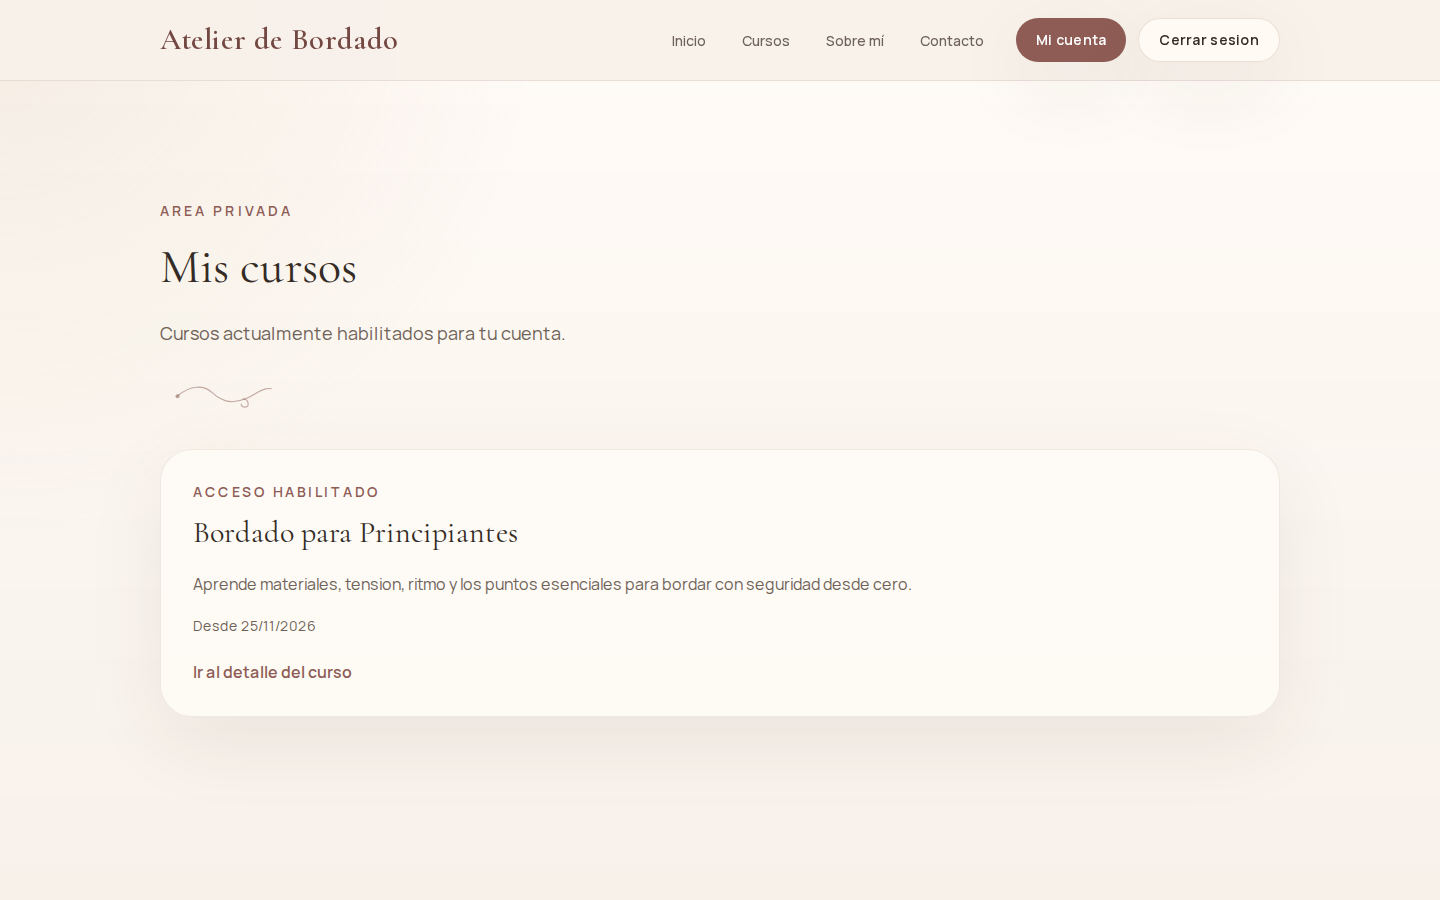 Atelier de Bordado
Inicio
Cursos
Sobre mí
Contacto
Mi cuenta
Cerrar sesion
AREA PRIVADA
Mis cursos
Cursos actualmente habilitados para tu cuenta.
ACCESO HABILITADO
Bordado para Principiantes
Aprende materiales, tension, ritmo y los puntos esenciales para bordar con seguridad desde cero.
Desde 25/11/2026
Ir al detalle del curso